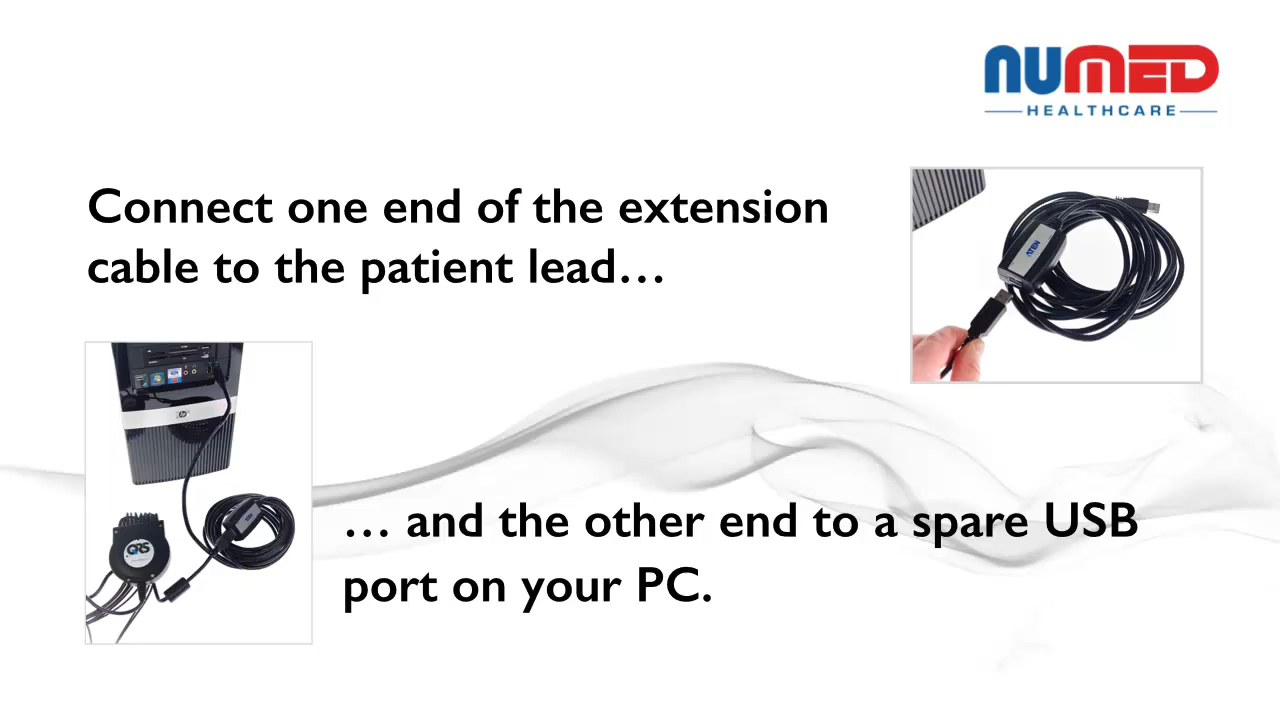 NUMED
HEALTHCARE
Connect one end of the extension
cable to the patient lead…
ATEN
hp
QRS
… and the other end to a spare USB
port on your PC.